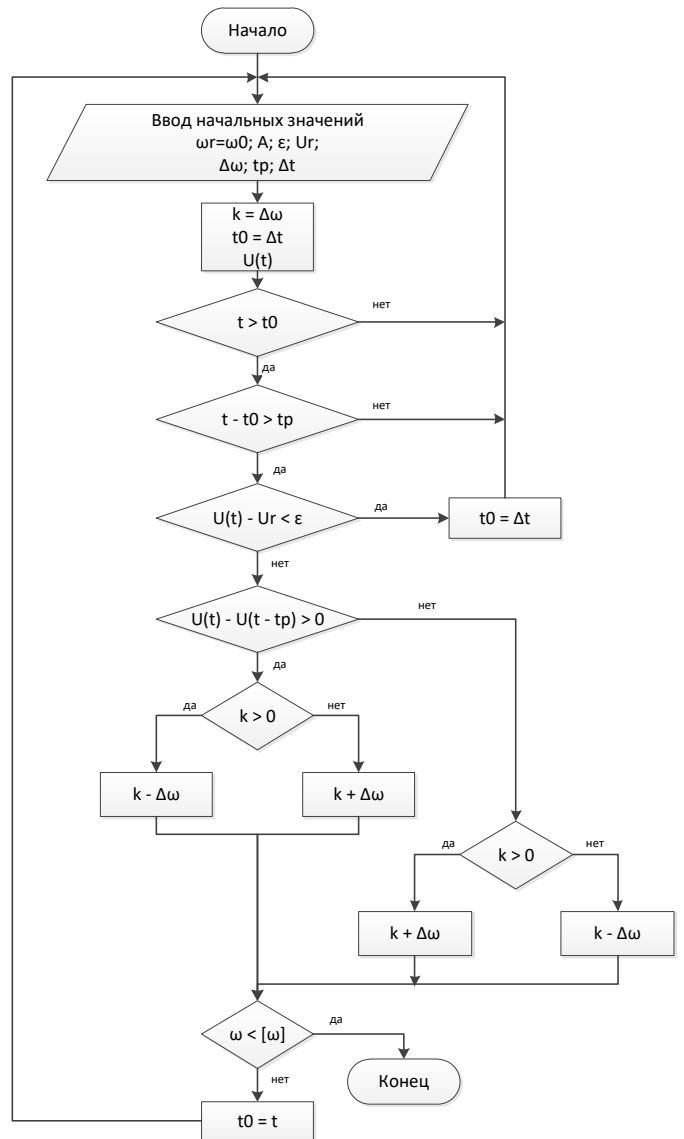 Начало
Ввод начальных значений
ωr=ω0; A; ε; Ur;
Δω; tp; Δt
k = Δω
t0 = Δt
U(t)
t > t0
нет
да
t - t0 > tp
нет
да
U(t) - Ur < ε
да
t0 = Δt
нет
U(t) - U(t - tp) > 0
нет
да
k > 0
да
нет
k - Δω
k + Δω
k > 0
да
нет
k + Δω
k - Δω
ω < [ω]
да
Конец
нет
t0 = t